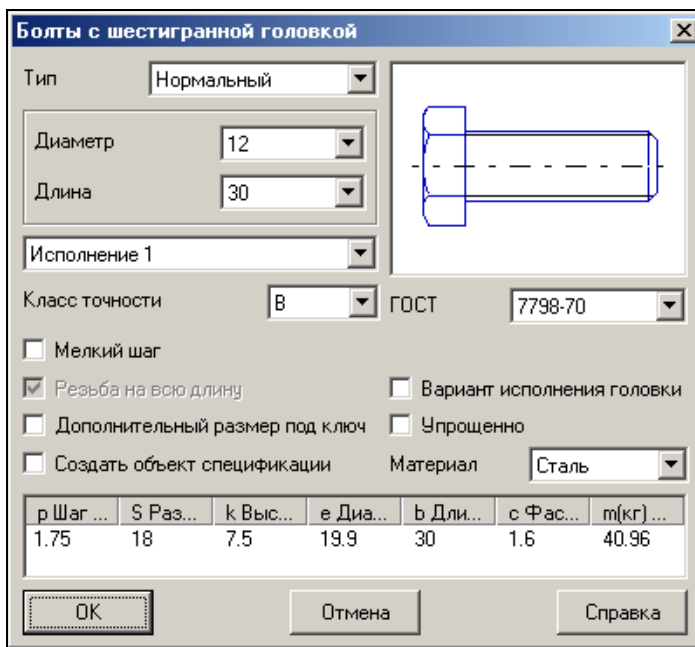 Болты с шестигранной головкой
Тип Нормальный
Диаметр 12
Длина 30
Исполнение 1
Класс точности B ГОСТ 7798-70
Мелкий шаг
Резьба на всю длину Вариант исполнения головки
Дополнительный размер под ключ Упрощенно
Создать объект спецификации Материал Сталь
p Шаг ... S Раз... k Выс... e Диа... b Дли... c Фас... m(кг) ...
1.75 18 7.5 19.9 30 1.6 40.96
OK Отмена Справка